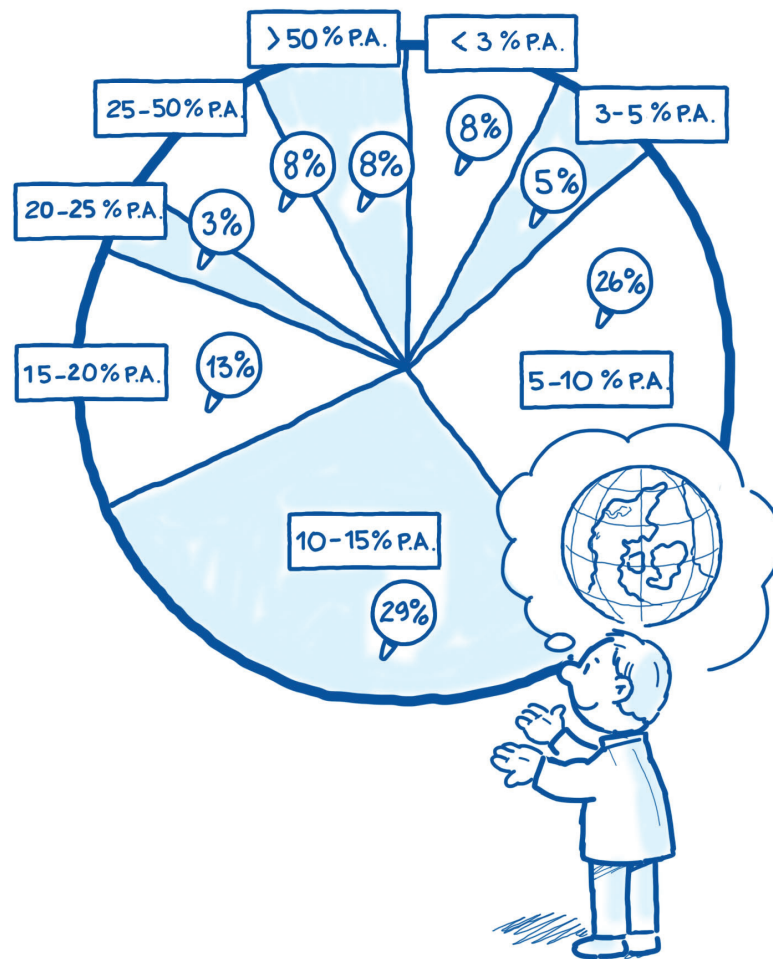 >50% P.A.
<3% P.A.
25-50% P.A.
3-5% P.A.
8%
8%
8%
5%
20-25% P.A.
3%
26%
15-20% P.A.
13%
5-10% P.A.
10-15% P.A.
29%